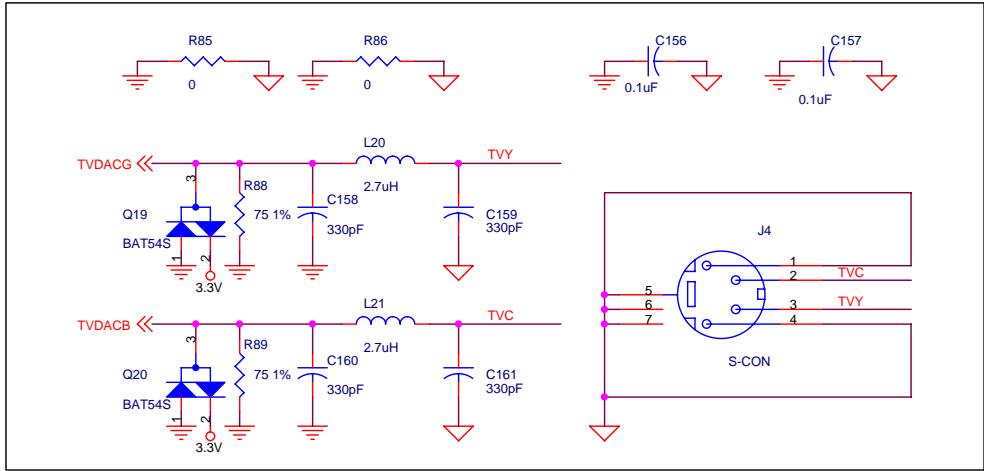 R85
0
R86
0
C156
0.1uF
C157
0.1uF
TVDACG
L20
2.7uH
TVY
3
Q19
BAT54S
1
2
3.3V
R88
75 1%
C158
330pF
C159
330pF
TVDACB
L21
2.7uH
TVC
3
Q20
BAT54S
1
2
3.3V
R89
75 1%
C160
330pF
C161
330pF
J4
1
2
TVC
3
TVY
4
5
6
7
S-CON